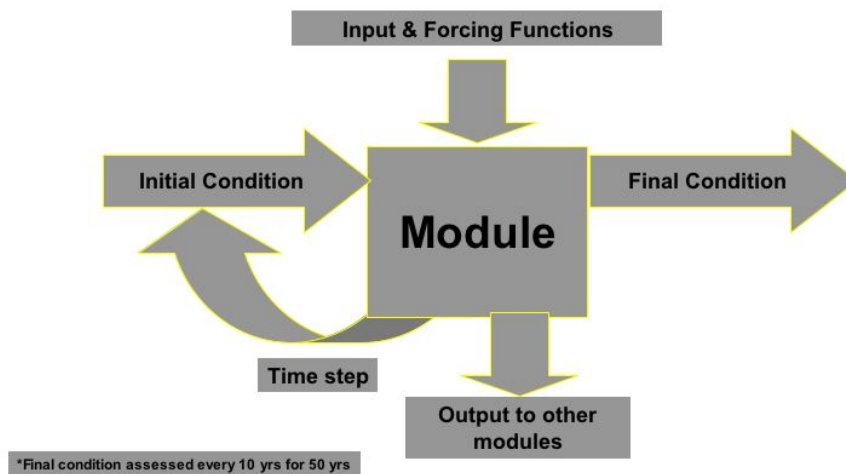 Input & Forcing Functions
Initial Condition
Final Condition
Module
Time step
Output to other
modules
*Final condition assessed every 10 yrs for 50 yrs